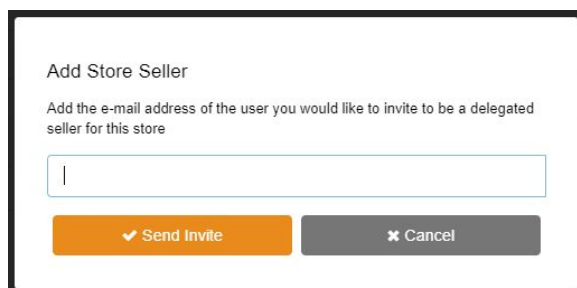 Add Store Seller
Add the e-mail address of the user you would like to invite to be a delegated
seller for this store
Send Invite
Cancel